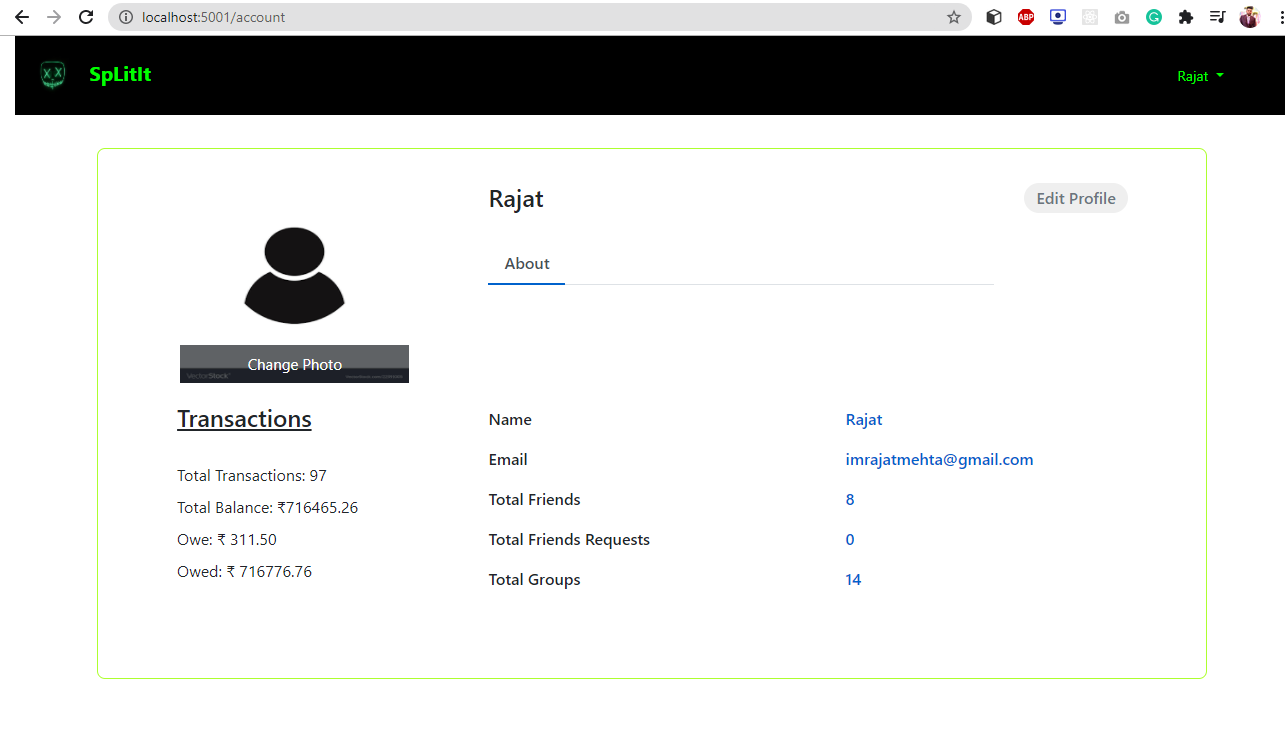 localhost:5001/account
ABP
SpLitIt
Rajat
Rajat
Edit Profile
About
Change Photo
VectorStock
Transactions
Total Transactions: 97
Total Balance: ₹716465.26
Owe: ₹ 311.50
Owed: ₹ 716776.76
Name Rajat
Email imrajatmehta@gmail.com
Total Friends 8
Total Friends Requests 0
Total Groups 14